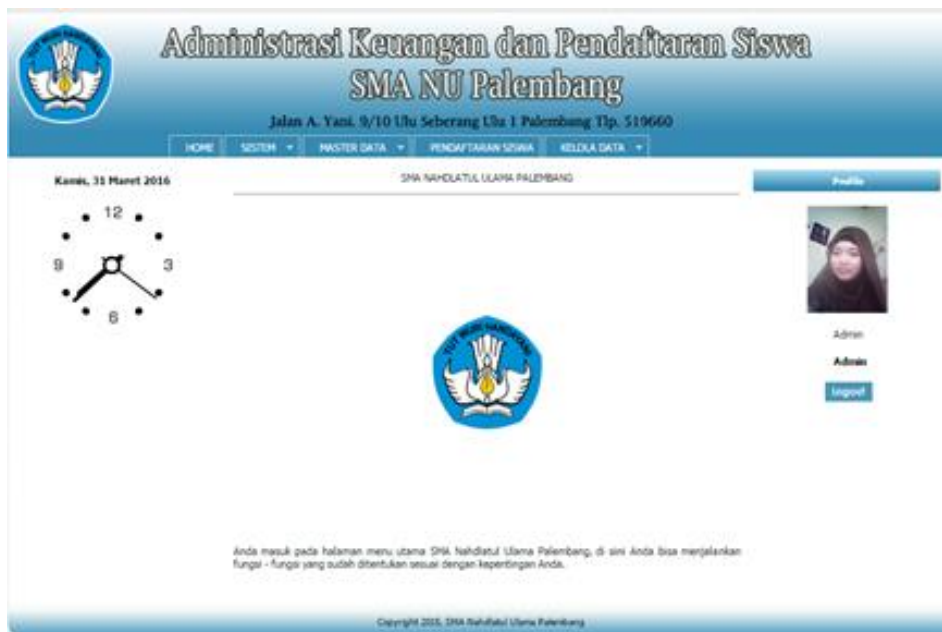 Administrasi Keuangan dan Pendaftaran Siswa
SMA NU Palembang
Jalan A. Yani. 9/10 Ulu Seberang Ulu 1 Palembang Tlp. 519660
HOME SISTEM MASTER DATA PENDAFTARAN SISWA KELOLA DATA
Kamis, 31 Maret 2016
12
3
6
9
SMA NAHDLATUL ULAMA PALEMBANG
TUT WURI HANDAYANI
Anda masuk pada halaman menu utama SMA Nahdlatul Ulama Palembang, di sini Anda bisa menjalankan
fungsi - fungsi yang sudah ditentukan sesuai dengan kepentingan Anda.
Profile
Admin
Admin
Logout
Copyright 2015, SMA Nahdlatul Ulama Palembang